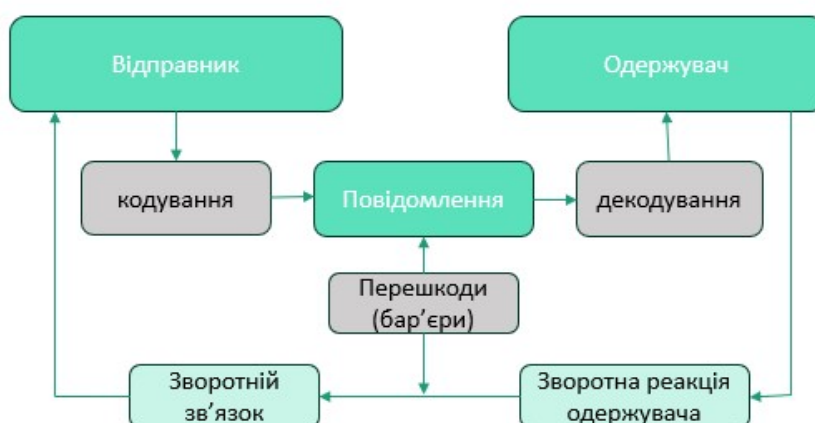 Відправник
Одержувач
кодування
Повідомлення
декодування
Перешкоди
(бар’єри)
Зворотній
зв’язок
Зворотна реакція
одержувача